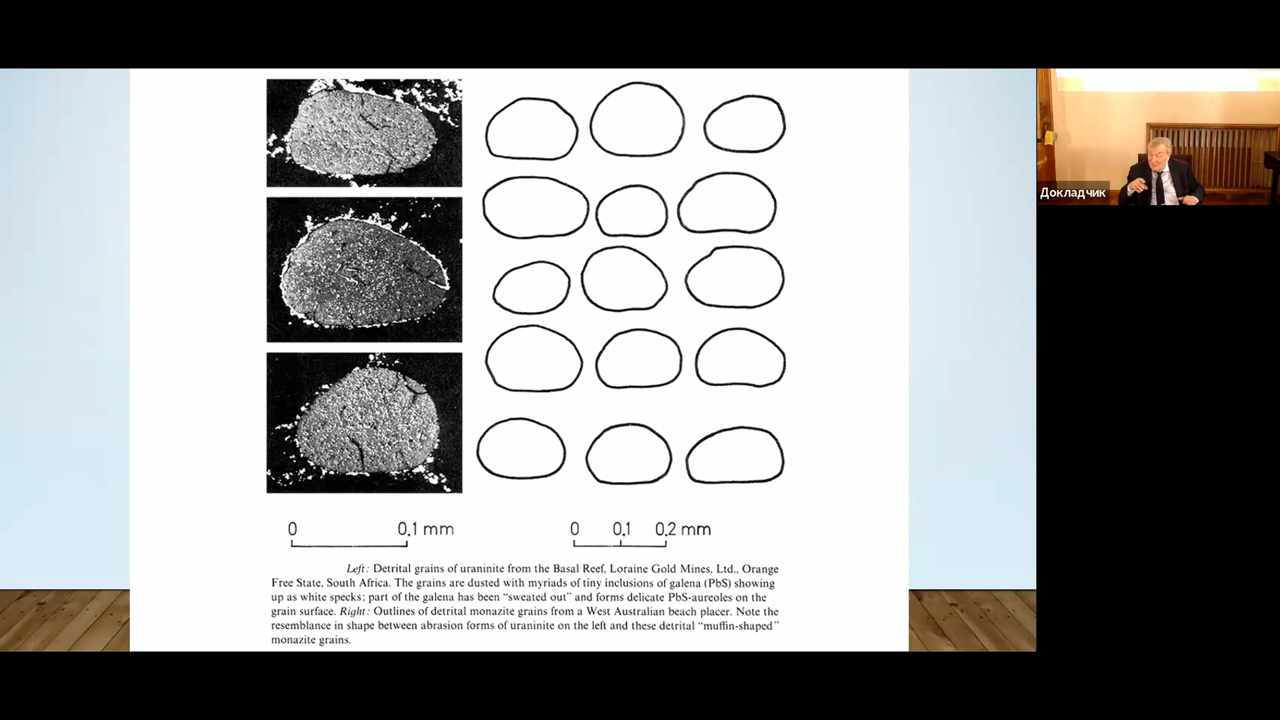 Докладчик
0 0,1 mm
0 0,1 0,2 mm
Left: Detrital grains of uraninite from the Basal Reef, Loraine Gold Mines, Ltd., Orange
Free State, South Africa. The grains are dusted with myriads of tiny inclusions of galena (PbS) showing
up as white specks; part of the galena has been “sweated out” and forms delicate PbS-aureoles on the
grain surface. Right: Outlines of detrital monazite grains from a West Australian beach placer. Note the
resemblance in shape between abrasion forms of uraninite on the left and these detrital “muffin-shaped”
monazite grains.